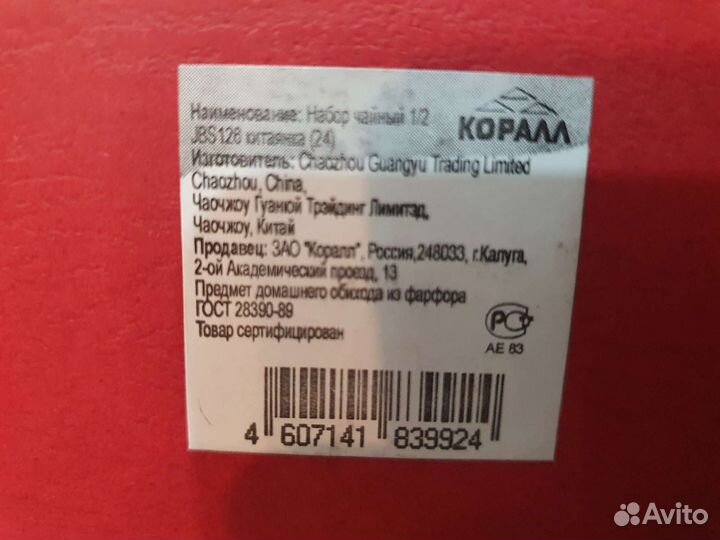 Наименование: Набор чайный 1/2
JBS128 китаянка (24)
КОРАЛЛ
Изготовитель: Chaozhou Guangyu Trading Limited
Chaozhou, China,
Чаочжоу Гуанюй Трэйдинг Лимитэд,
Чаочжоу, Китай
Продавец: ЗАО "Коралл", Россия,248033, г.Калуга,
2-ой Академический проезд, 13
Предмет домашнего обихода из фарфора
ГОСТ 28390-89
Товар сертифицирован
РСТ
АЕ 83
4 607141 839924
Avito